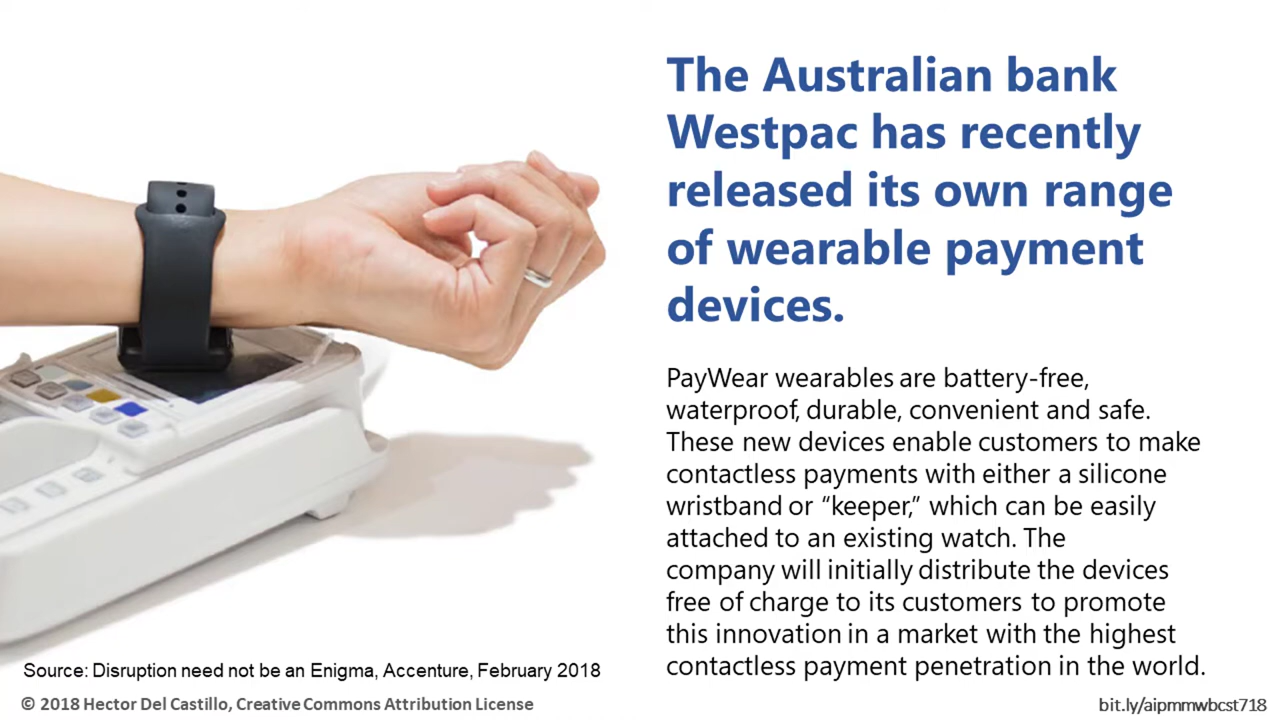 The Australian bank
Westpac has recently
released its own range
of wearable payment
devices.
PayWear wearables are battery-free,
waterproof, durable, convenient and safe.
These new devices enable customers to make
contactless payments with either a silicone
wristband or “keeper,” which can be easily
attached to an existing watch. The
company will initially distribute the devices
free of charge to its customers to promote
this innovation in a market with the highest
contactless payment penetration in the world.
Source: Disruption need not be an Enigma, Accenture, February 2018
© 2018 Hector Del Castillo, Creative Commons Attribution License
bit.ly/aipmmwbcst718